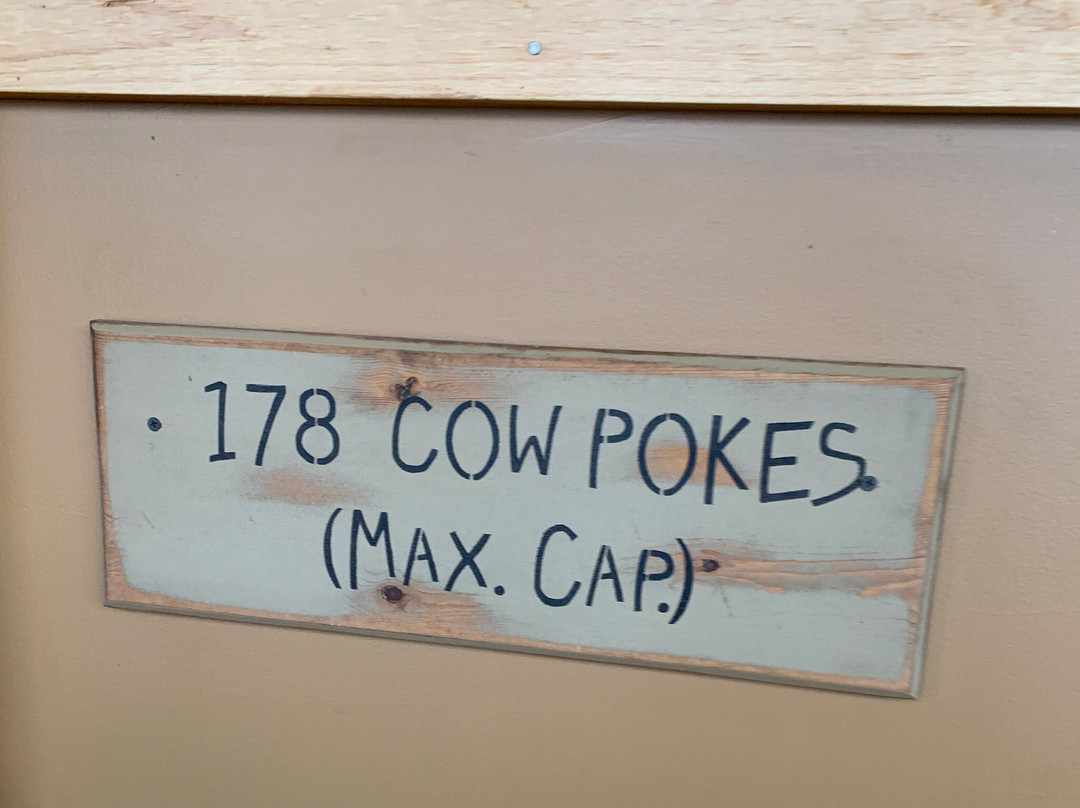 178 COW POKES
(MAX. CAP.)